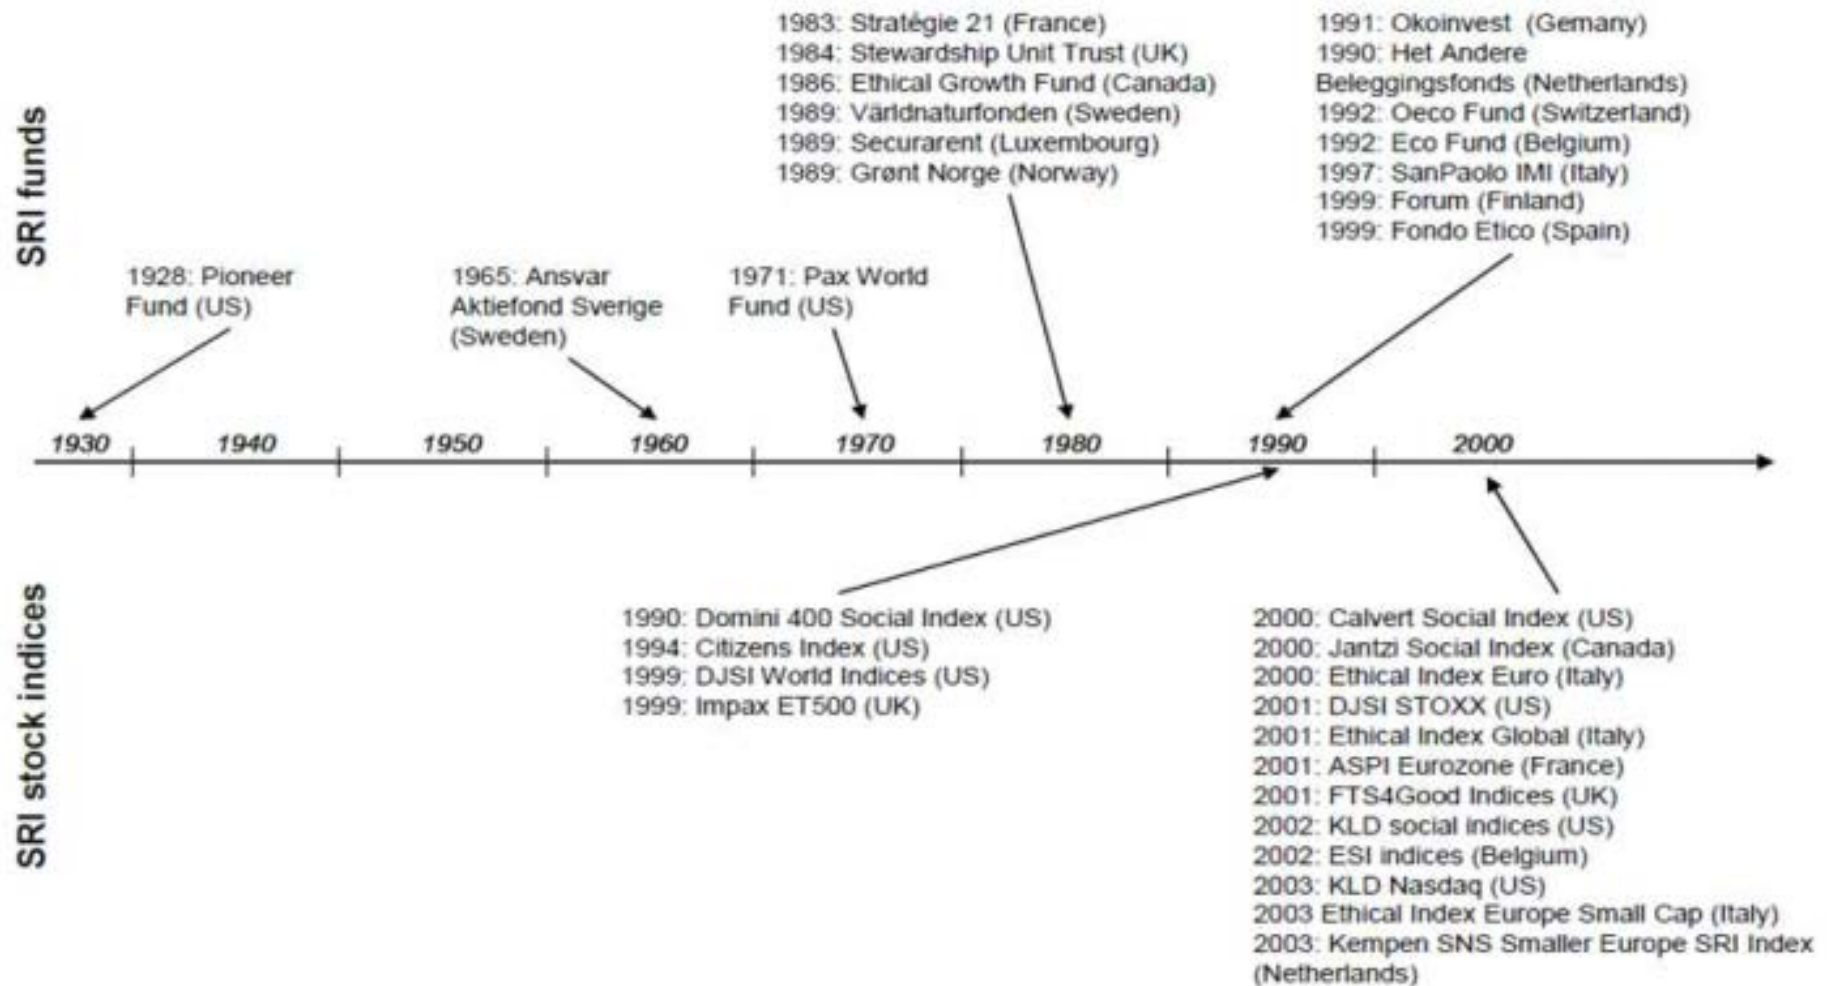 SRI funds
1983: Stratégie 21 (France)
1984: Stewardship Unit Trust (UK)
1986: Ethical Growth Fund (Canada)
1989: Världnaturfonden (Sweden)
1989: Securarent (Luxembourg)
1989: Grønt Norge (Norway)
1991: Okoinvest (Gemany)
1990: Het Andere
Beleggingsfonds (Netherlands)
1992: Oeco Fund (Switzerland)
1992: Eco Fund (Belgium)
1997: SanPaolo IMI (Italy)
1999: Forum (Finland)
1999: Fondo Etico (Spain)
1928: Pioneer
Fund (US)
1965: Ansvar
Aktiefond Sverige
(Sweden)
1971: Pax World
Fund (US)
1930 1940 1950 1960 1970 1980 1990 2000
SRI stock indices
1990: Domini 400 Social Index (US)
1994: Citizens Index (US)
1999: DJSI World Indices (US)
1999: Impax ET500 (UK)
2000: Calvert Social Index (US)
2000: Jantzi Social Index (Canada)
2000: Ethical Index Euro (Italy)
2001: DJSI STOXX (US)
2001: Ethical Index Global (Italy)
2001: ASPI Eurozone (France)
2001: FTS4Good Indices (UK)
2002: KLD social indices (US)
2002: ESI indices (Belgium)
2003: KLD Nasdaq (US)
2003 Ethical Index Europe Small Cap (Italy)
2003: Kempen SNS Smaller Europe SRI Index
(Netherlands)